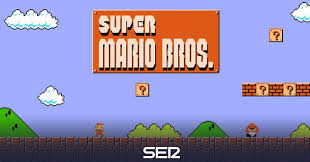 SUPER
MARIO BROS.
?
?
SER